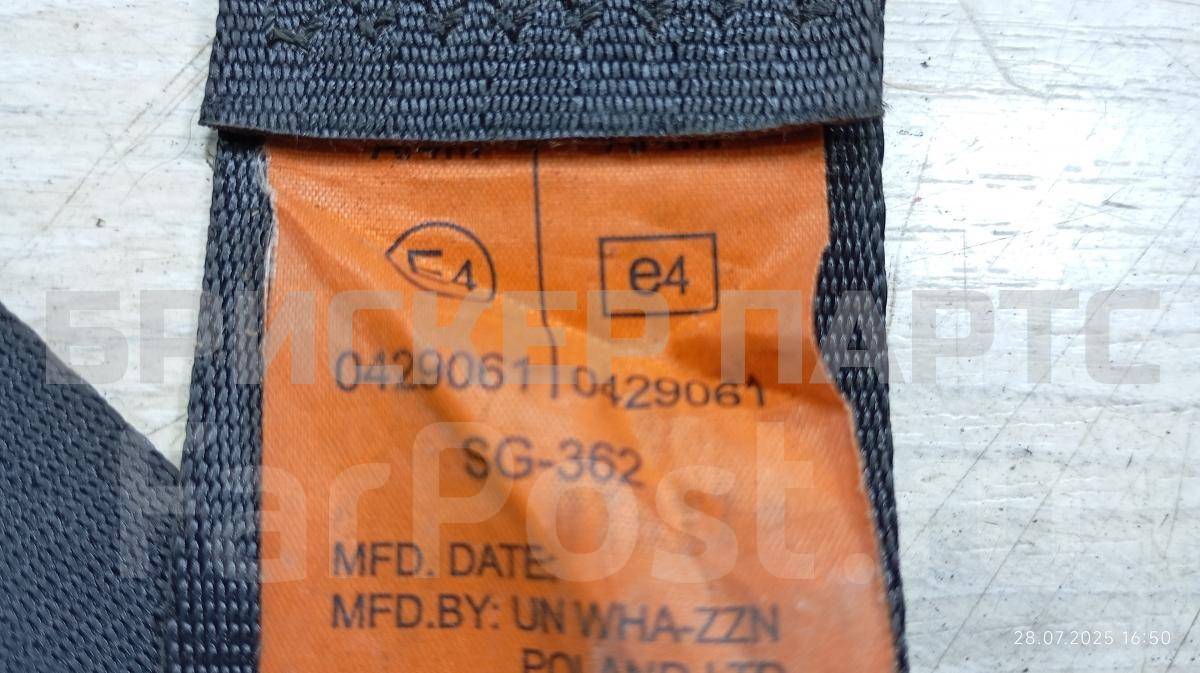 E4
e4
0429061 0429061
SG-362
MFD. DATE:
MFD.BY: UN WHA-ZZN
POLAND LTD
БРИСКЕР ПАРТС
FarPost.
28.07.2025 16:50